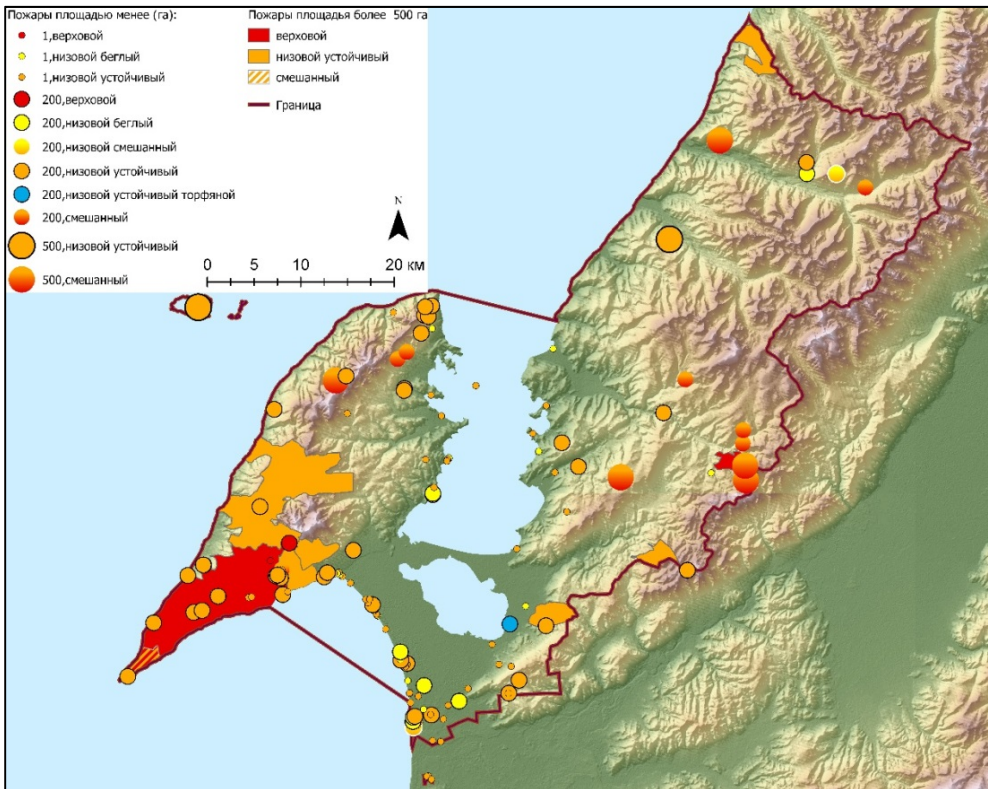 Пожары площадью менее (га):
1,верховой
1,низовой беглый
1,низовой устойчивый
200,верховой
200,низовой беглый
200,низовой смешанный
200,низовой устойчивый
200,низовой устойчивый торфяной
200,смешанный
500,низовой устойчивый
500,смешанный
Пожары площадья более 500 га
верховой
низовой устойчивый
смешанный
Граница
N
0 5 10 20 км